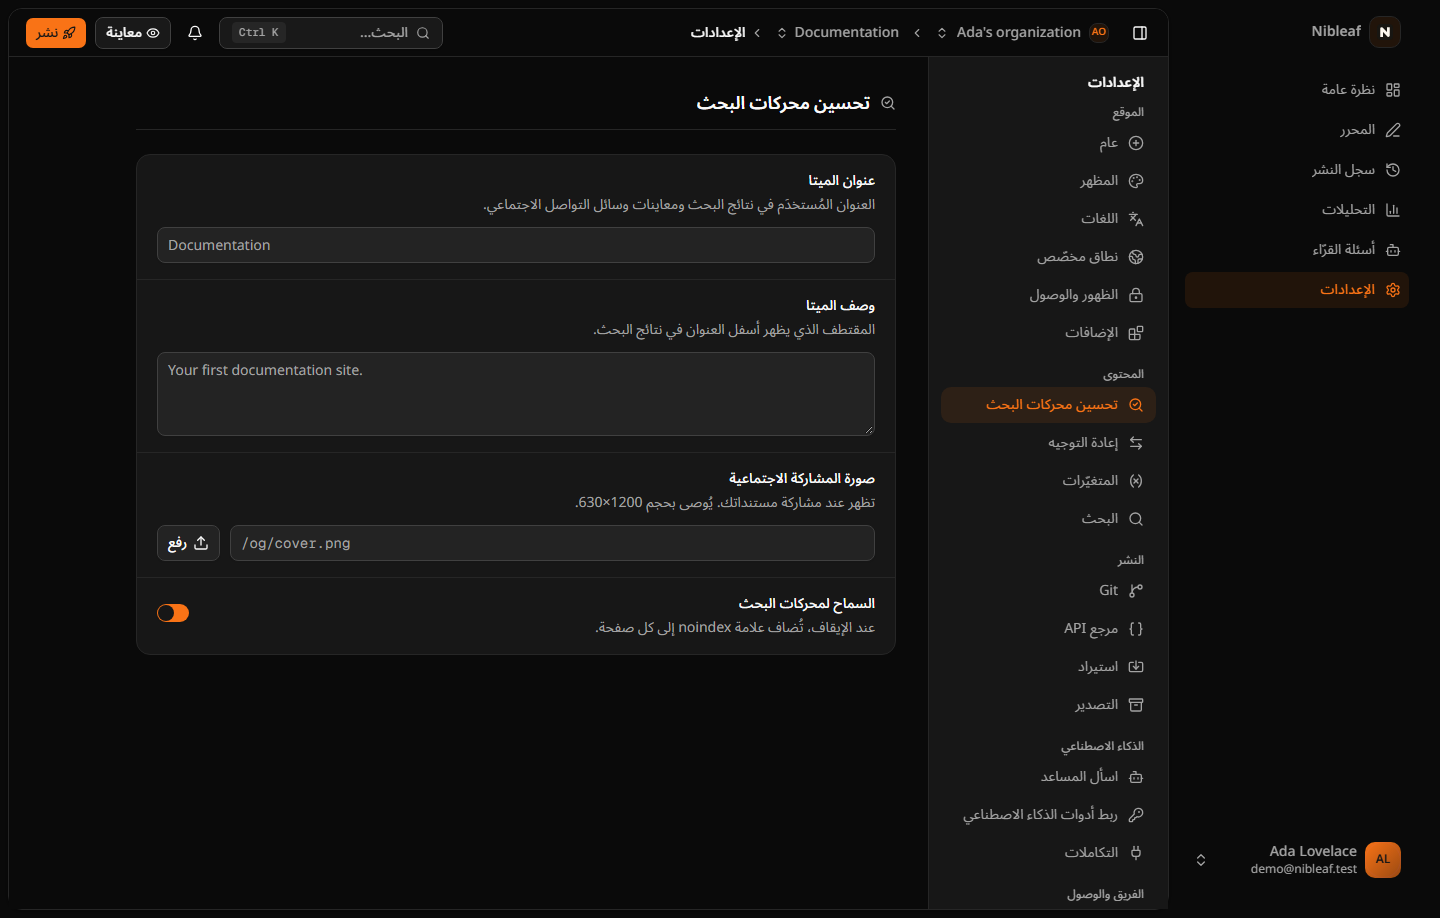 N Nibleaf
نظرة عامة
المحرر
سجل النشر
التحليلات
أسئلة القرّاء
الإعدادات
AL Ada Lovelace
demo@nibleaf.test
AO Ada's organization
Documentation
الإعدادات
البحث...
Ctrl K
معاينة
نشر
الإعدادات
الموقع
عام
المظهر
اللغات
نطاق مخصّص
الظهور والوصول
الإضافات
المحتوى
تحسين محركات البحث
إعادة التوجيه
المتغيّرات
البحث
النشر
Git
مرجع API
استيراد
التصدير
الذكاء الاصطناعي
اسأل المساعد
ربط أدوات الذكاء الاصطناعي
التكاملات
الفريق والوصول
تحسين محركات البحث
عنوان الميتا
العنوان المُستخدَم في نتائج البحث ومعاينات وسائل التواصل الاجتماعي.
Documentation
وصف الميتا
المقتطف الذي يظهر أسفل العنوان في نتائج البحث.
Your first documentation site.
صورة المشاركة الاجتماعية
تظهر عند مشاركة مستنداتك. يُوصى بحجم 1200×630.
/og/cover.png
رفع
السماح لمحركات البحث
عند الإيقاف، تُضاف علامة noindex إلى كل صفحة.